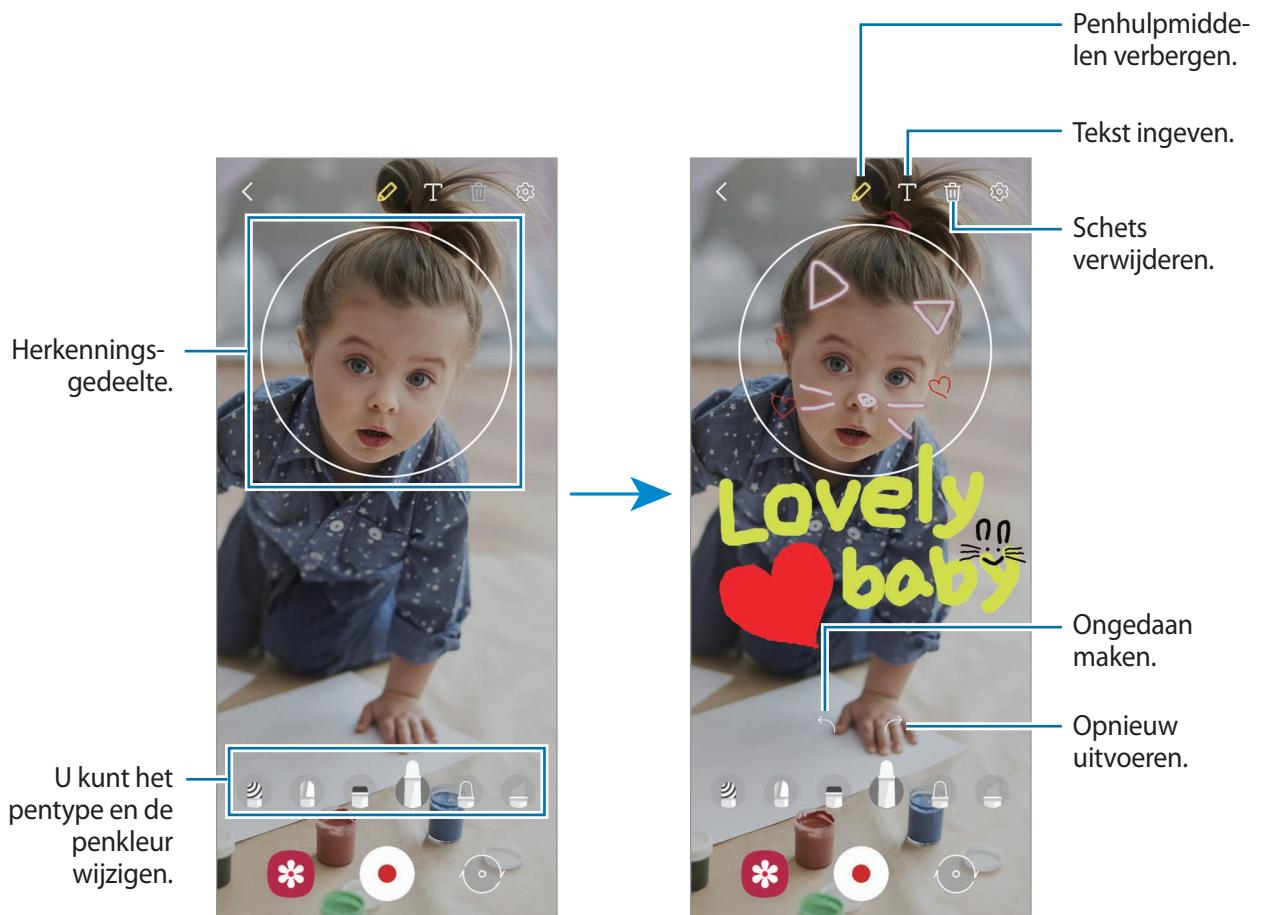 Penhulpmidde-
len verbergen.
Tekst ingeven.
Schets
verwijderen.
Herkennings-
gedeelte.
Lovely
baby
Ongedaan
maken.
Opnieuw
uitvoeren.
U kunt het
pentype en de
penkleur
wijzigen.